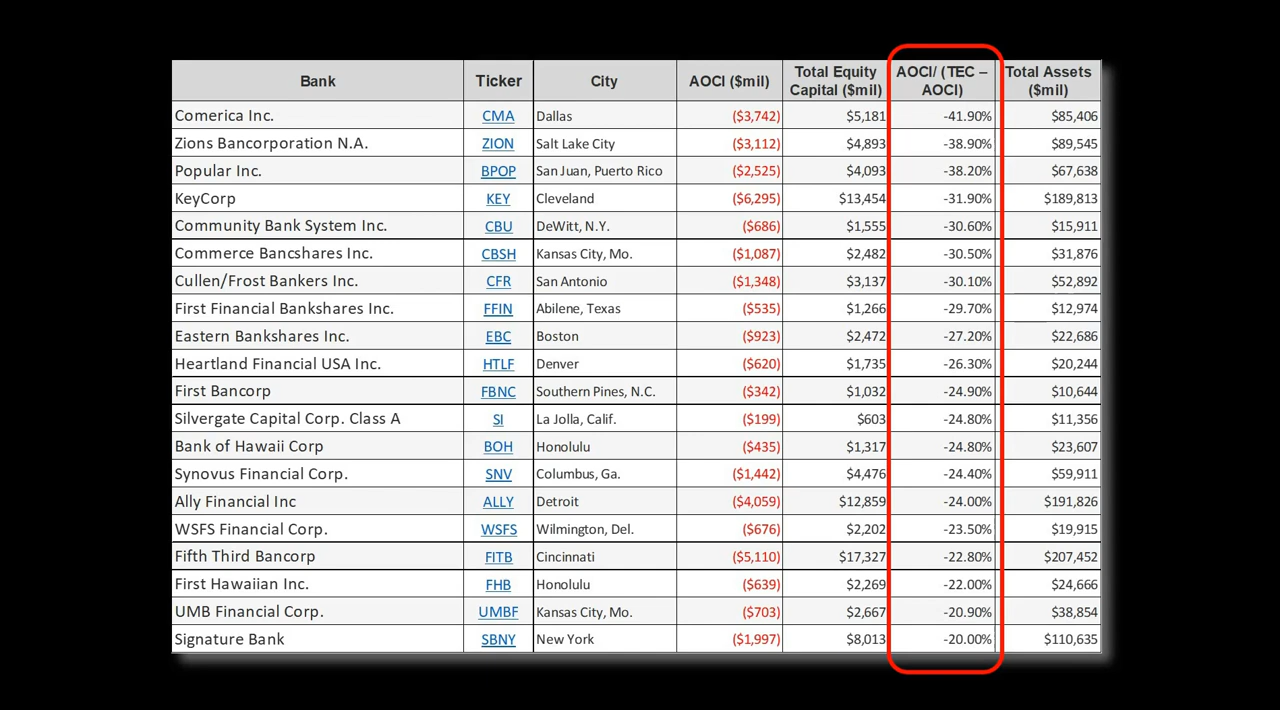 Bank Ticker City AOCI ($mil) Total Equity Capital ($mil) AOCI/ (TEC – AOCI) Total Assets ($mil)
Comerica Inc. CMA Dallas ($3,742) $5,181 -41.90% $85,406
Zions Bancorporation N.A. ZION Salt Lake City ($3,112) $4,893 -38.90% $89,545
Popular Inc. BPOP San Juan, Puerto Rico ($2,525) $4,093 -38.20% $67,638
KeyCorp KEY Cleveland ($6,295) $13,454 -31.90% $189,813
Community Bank System Inc. CBU DeWitt, N.Y. ($686) $1,555 -30.60% $15,911
Commerce Bancshares Inc. CBSH Kansas City, Mo. ($1,087) $2,482 -30.50% $31,876
Cullen/Frost Bankers Inc. CFR San Antonio ($1,348) $3,137 -30.10% $52,892
First Financial Bankshares Inc. FFIN Abilene, Texas ($535) $1,266 -29.70% $12,974
Eastern Bankshares Inc. EBC Boston ($923) $2,472 -27.20% $22,686
Heartland Financial USA Inc. HTLF Denver ($620) $1,735 -26.30% $20,244
First Bancorp FBNC Southern Pines, N.C. ($342) $1,032 -24.90% $10,644
Silvergate Capital Corp. Class A SI La Jolla, Calif. ($199) $603 -24.80% $11,356
Bank of Hawaii Corp BOH Honolulu ($435) $1,317 -24.80% $23,607
Synovus Financial Corp. SNV Columbus, Ga. ($1,442) $4,476 -24.40% $59,911
Ally Financial Inc ALLY Detroit ($4,059) $12,859 -24.00% $191,826
WSFS Financial Corp. WSFS Wilmington, Del. ($676) $2,202 -23.50% $19,915
Fifth Third Bancorp FITB Cincinnati ($5,110) $17,327 -22.80% $207,452
First Hawaiian Inc. FHB Honolulu ($639) $2,269 -22.00% $24,666
UMB Financial Corp. UMBF Kansas City, Mo. ($703) $2,667 -20.90% $38,854
Signature Bank SBNY New York ($1,997) $8,013 -20.00% $110,635